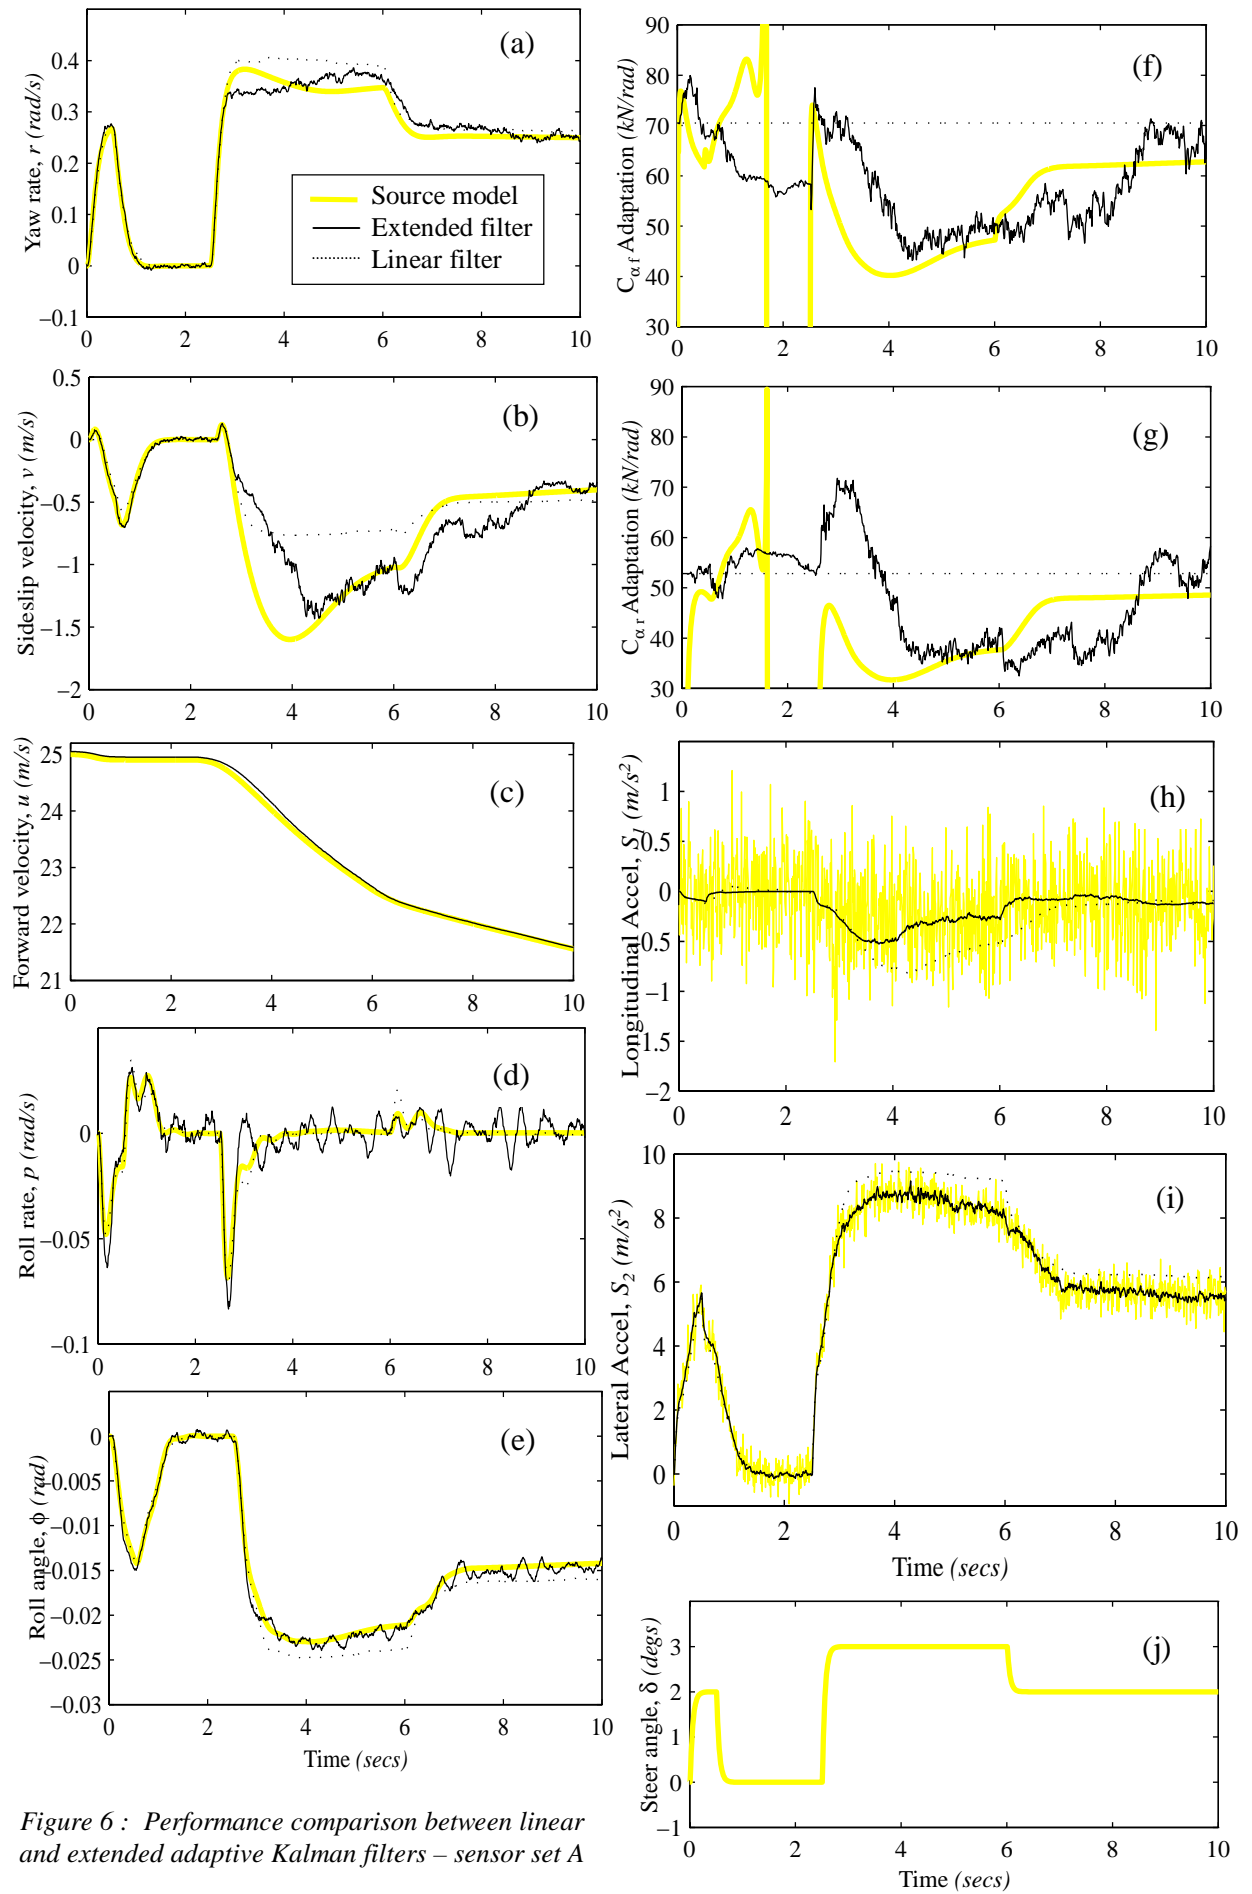 (a)
Yaw rate, r (rad/s)
0.4
0.3
0.2
0.1
0
−0.1
0 2 4 6 8 10
Source model
Extended filter
Linear filter
(b)
Sideslip velocity, v (m/s)
0.5
0
−0.5
−1
−1.5
−2
0 2 4 6 8 10
(c)
Forward velocity, u (m/s)
25
24
23
22
21
0 2 4 6 8 10
(d)
Roll rate, p (rad/s)
0
−0.05
−0.1
0 2 4 6 8 10
(e)
Roll angle, ϕ (rad)
0
−0.005
−0.01
−0.015
−0.02
−0.025
−0.03
0 2 4 6 8 10
Time (secs)
Figure 6 : Performance comparison between linear
and extended adaptive Kalman filters – sensor set A
(f)
Cαf Adaptation (kN/rad)
90
80
70
60
50
40
30
0 2 4 6 8 10
(g)
Cαr Adaptation (kN/rad)
90
80
70
60
50
40
30
0 2 4 6 8 10
(h)
Longitudinal Accel, S1 (m/s²)
1
0.5
0
−0.5
−1
−1.5
−2
0 2 4 6 8 10
(i)
Lateral Accel, S2 (m/s²)
10
8
6
4
2
0
0 2 4 6 8 10
Time (secs)
(j)
Steer angle, δ (degs)
3
2
1
0
−1
0 2 4 6 8 10
Time (secs)